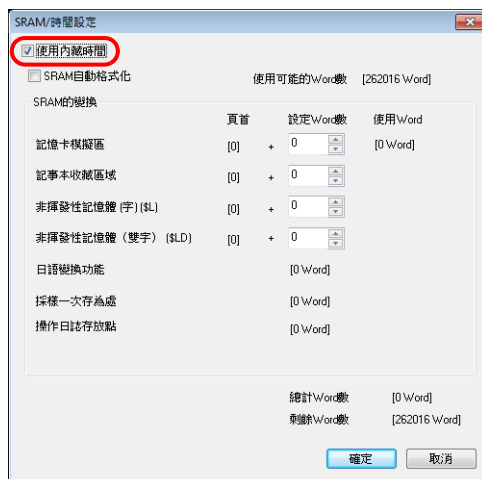 SRAM/時間設定
使用內藏時間
SRAM自動格式化
使用可能的Word數 [262016 Word]
SRAM的變換
頁首 設定Word數 使用Word
記憶卡模擬區 [0] + 0 [0 Word]
記事本收藏區域 [0] + 0
非揮發性記憶體 (字) ($L) [0] + 0
非揮發性記憶體（雙字） ($LD) [0] + 0
日語變換功能 [0 Word]
採樣一次存為處 [0 Word]
操作日誌存放點 [0 Word]
總計Word數 [0 Word]
剩餘Word數 [262016 Word]
確定 取消